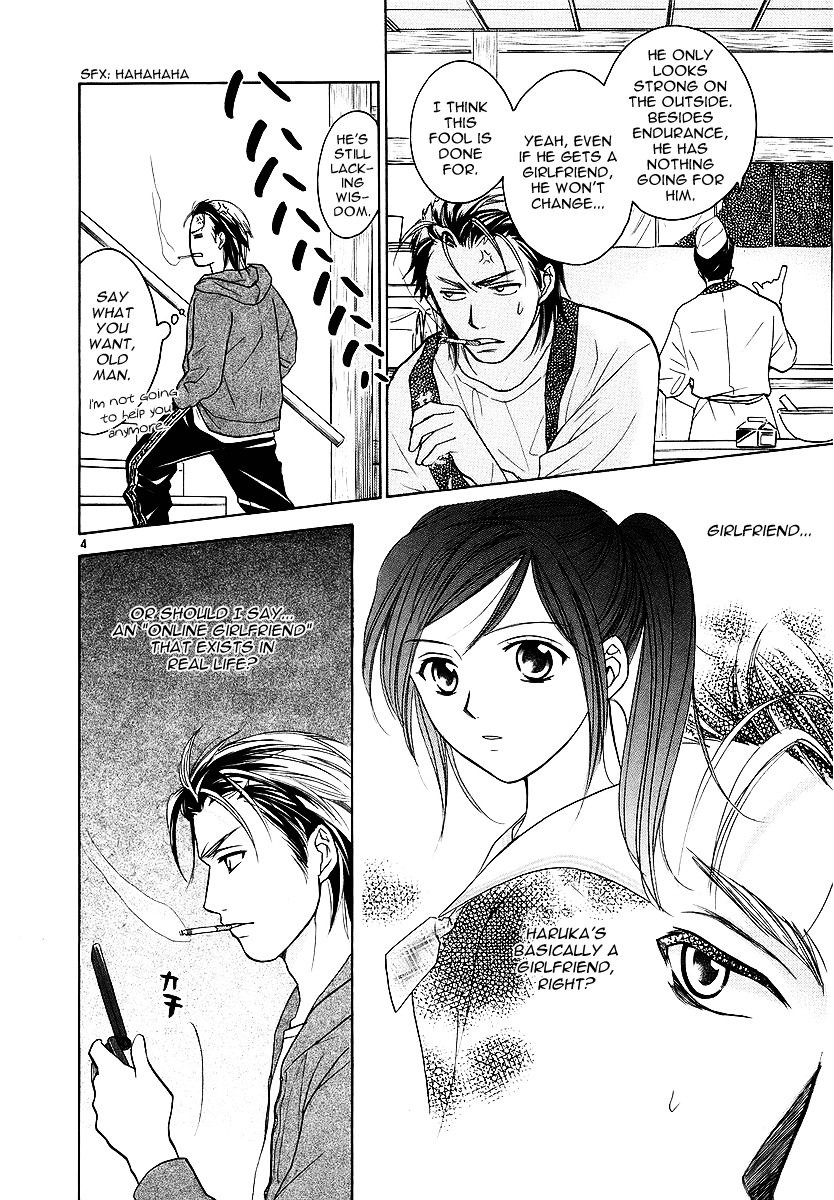 HE ONLY
LOOKS
STRONG ON
THE OUTSIDE.
BESIDES
ENDURANCE,
HE HAS
NOTHING
GOING FOR
HIM.
YEAH, EVEN
IF HE GETS A
GIRLFRIEND,
HE WON'T
CHANGE...
I THINK
THIS
FOOL IS
DONE
FOR.
SFX: HAHAHAHA
HE'S
STILL
LACK-
ING
WIS-
DOM.
SAY
WHAT
YOU
WANT,
OLD
MAN.
I'm not going
to help you
anymore
GIRLFRIEND...
HARUKA'S
BASICALLY A
GIRLFRIEND,
RIGHT?
4
OR SHOULD I SAY...
AN "ONLINE GIRLFRIEND"
THAT EXISTS IN
REAL LIFE?
カチ